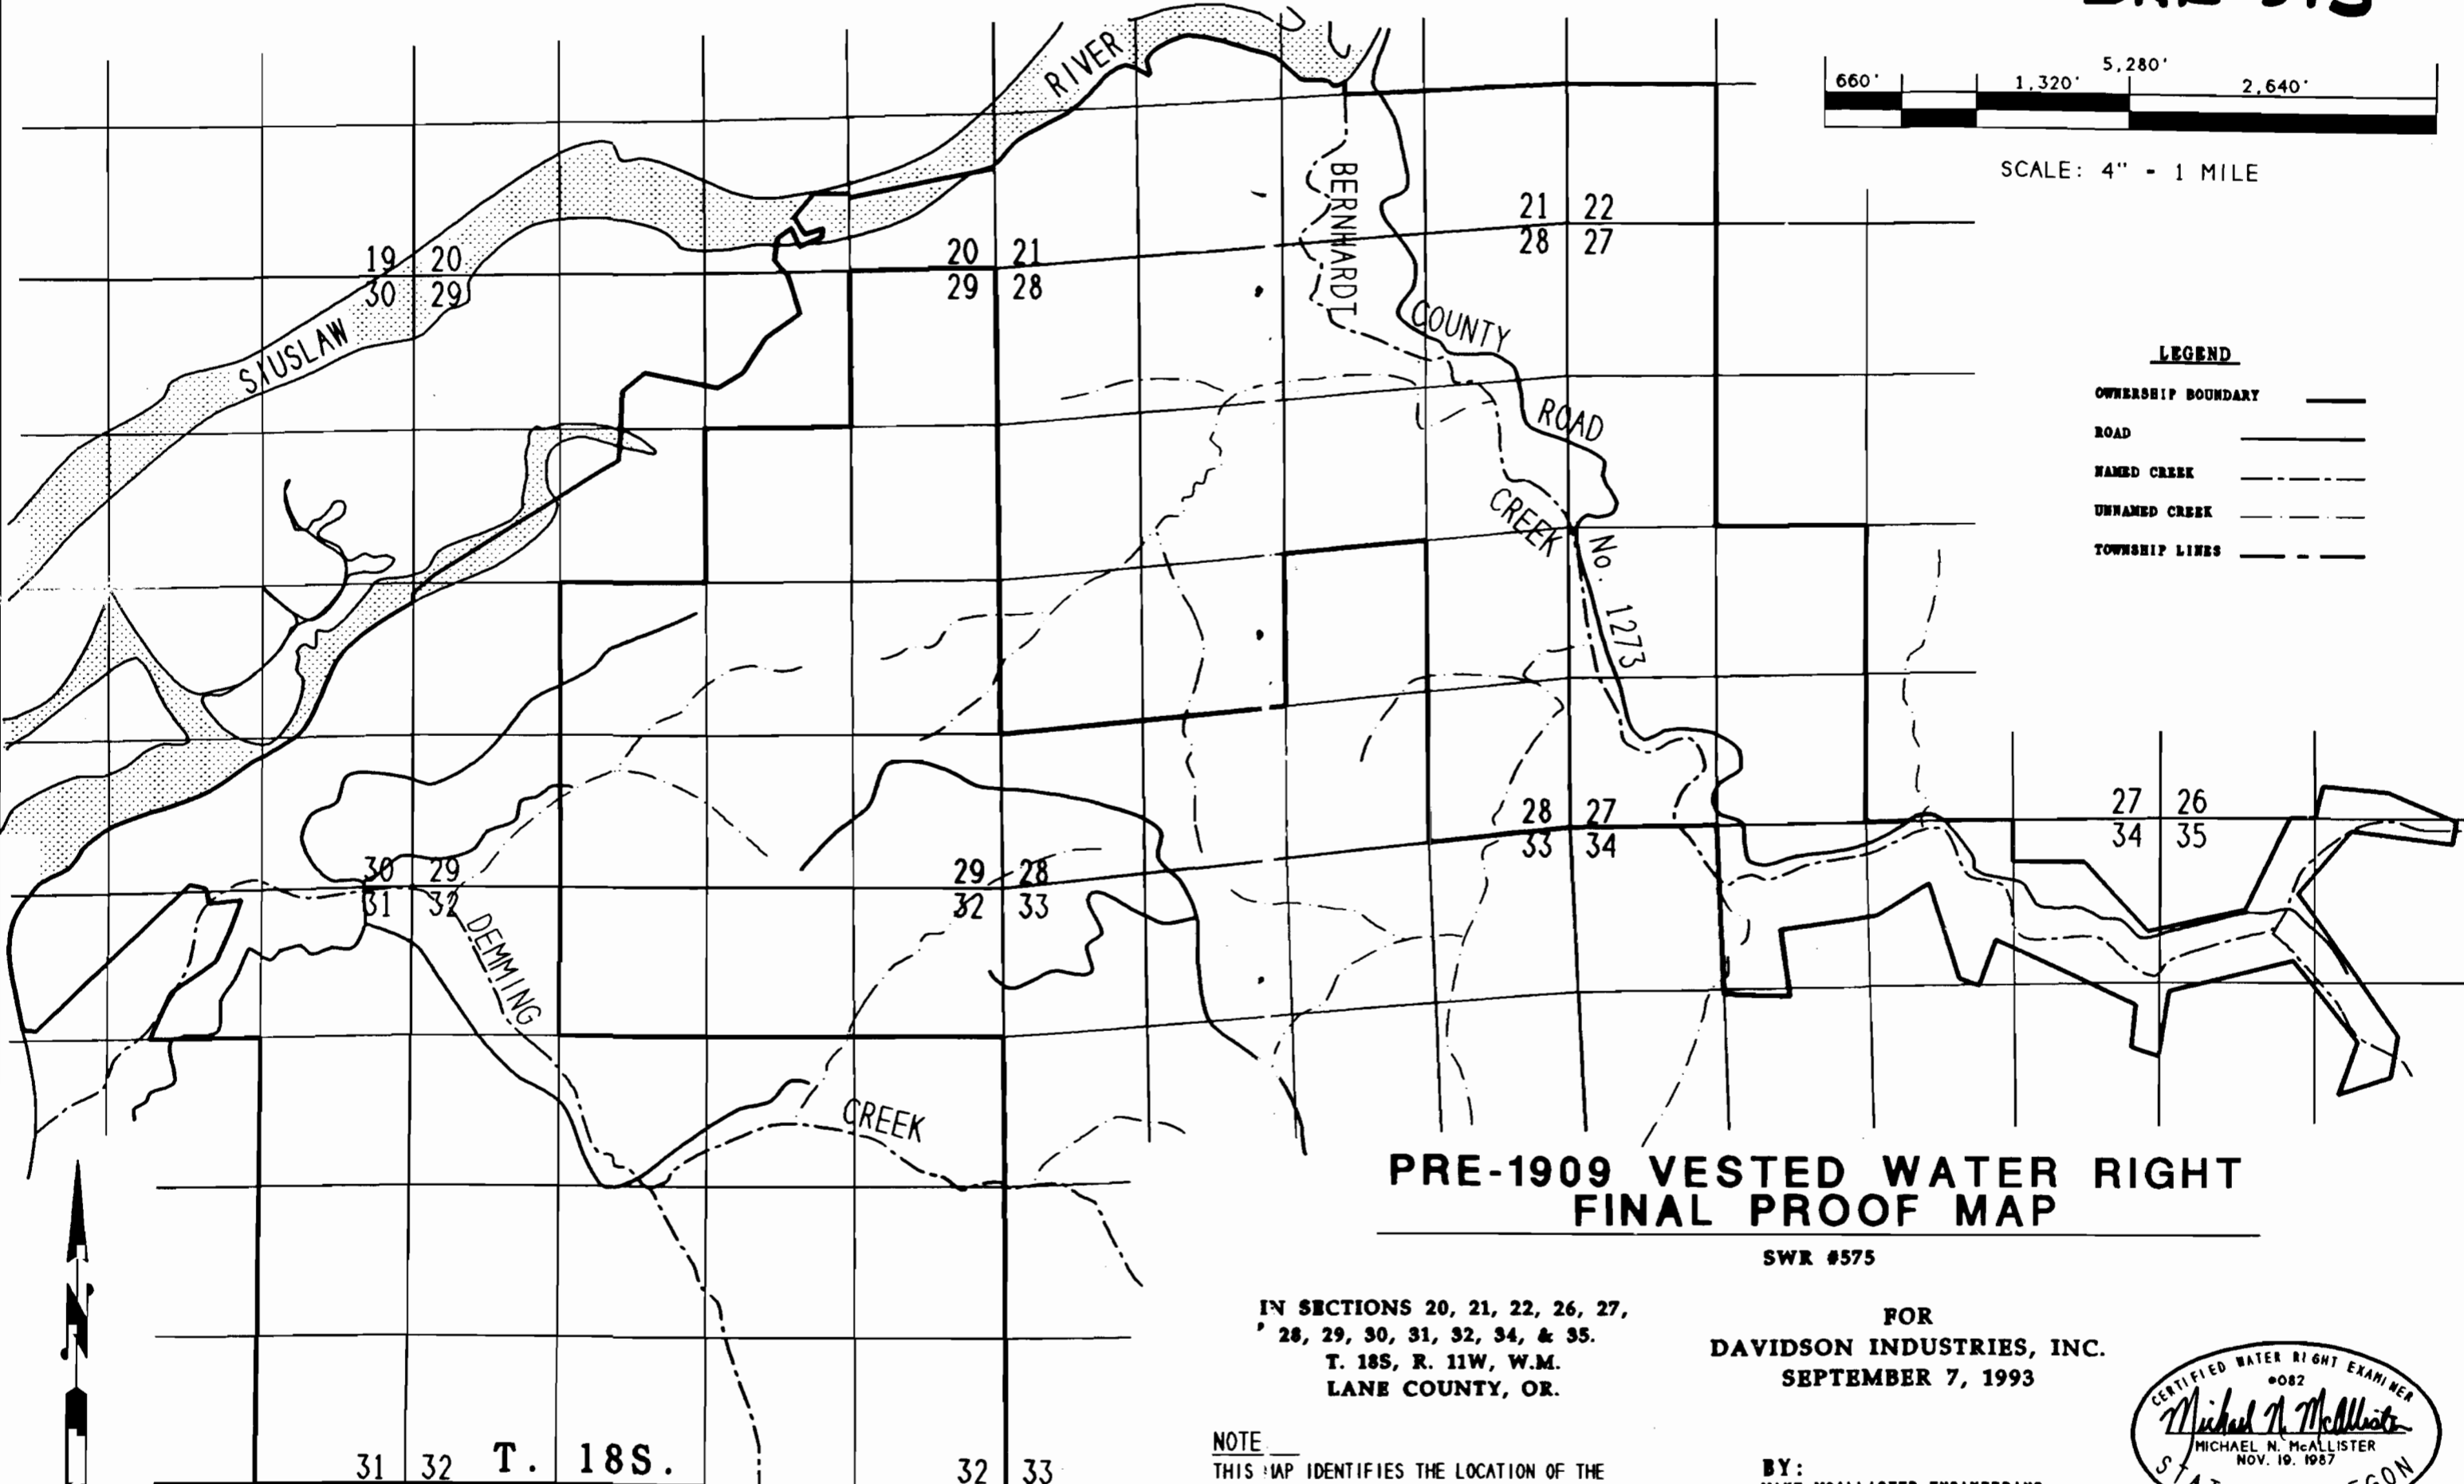 5,280'
660' 1,320' 2,640'
SCALE: 4" - 1 MILE
RIVER
BERNHARDT
21 22
28 27
19 20
30 29
20 21
29 28
SIUSLAW
COUNTY
ROAD
CREEK
No. 1273
LEGEND
OWNERSHIP BOUNDARY
ROAD
NAMED CREEK
UNNAMED CREEK
TOWNSHIP LINES
28 27
33 34
27 26
34 35
30 29
31 32
29 28
32 33
DEMMING
CREEK
N
PRE-1909 VESTED WATER RIGHT
FINAL PROOF MAP
SWR #575
IN SECTIONS 20, 21, 22, 26, 27,
28, 29, 30, 31, 32, 34, & 35.
T. 18S, R. 11W, W.M.
LANE COUNTY, OR.
FOR
DAVIDSON INDUSTRIES, INC.
SEPTEMBER 7, 1993
CERTIFIED WATER RIGHT EXAMINER
#082
Michael N. McAllister
MICHAEL N. McALLISTER
NOV. 19, 1987
31 32
T. 18S.
32 33
NOTE
THIS MAP IDENTIFIES THE LOCATION OF THE
BY: